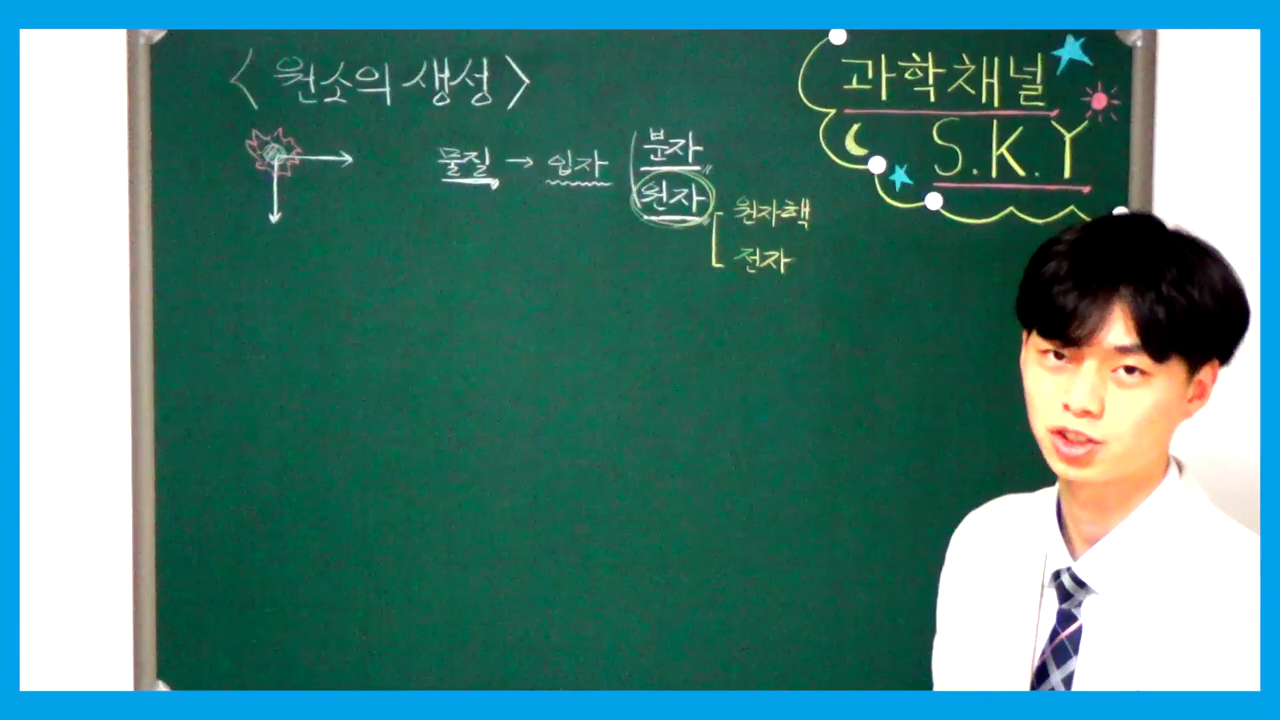 < 원소의 생성 >
물질 → 입자
분자
원자
원자핵
전자
과학채널
S.K.Y